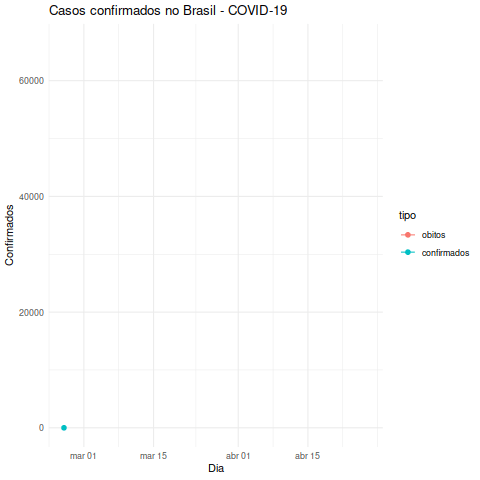 Casos confirmados no Brasil - COVID-19
60000
40000
20000
0
Confirmados
mar 01
mar 15
abr 01
abr 15
Dia
tipo
obitos
confirmados